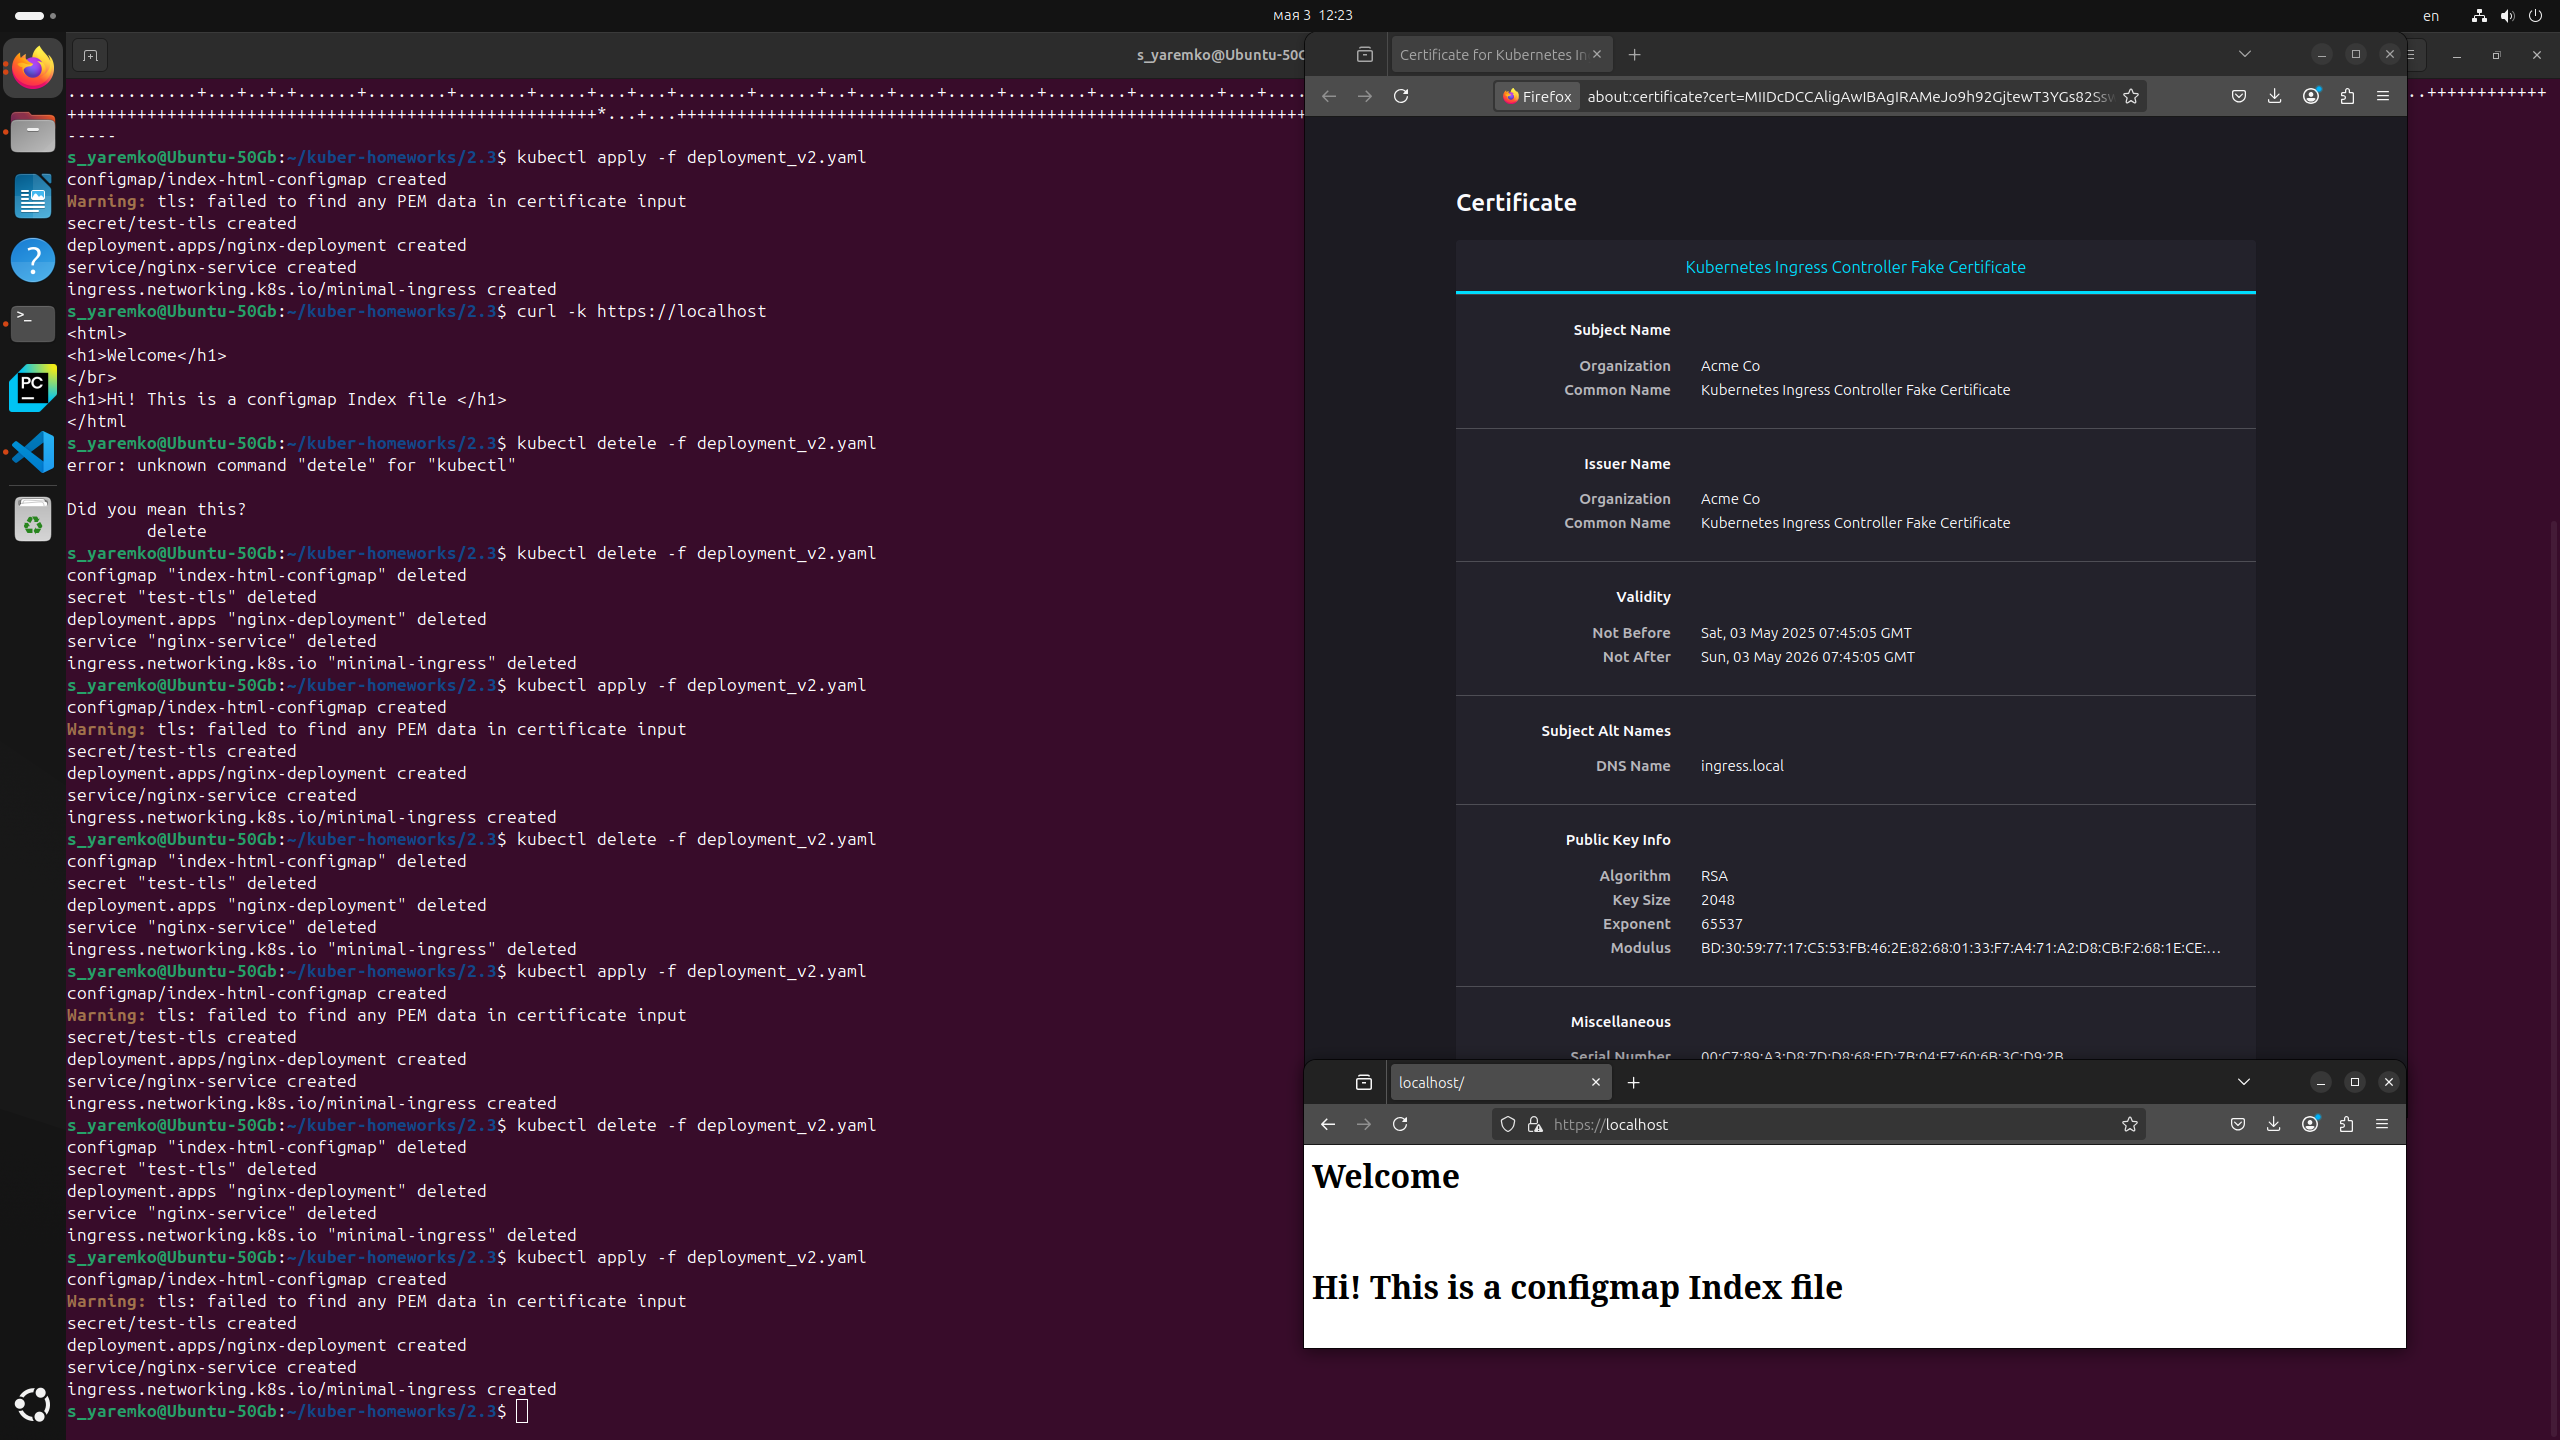 мая 3 12:23
en
s_yaremko@Ubuntu-50G
-----
s_yaremko@Ubuntu-50Gb:~/kuber-homeworks/2.3$ kubectl apply -f deployment_v2.yaml
configmap/index-html-configmap created
Warning: tls: failed to find any PEM data in certificate input
secret/test-tls created
deployment.apps/nginx-deployment created
service/nginx-service created
ingress.networking.k8s.io/minimal-ingress created
s_yaremko@Ubuntu-50Gb:~/kuber-homeworks/2.3$ curl -k https://localhost
<html>
<h1>Welcome</h1>
</br>
<h1>Hi! This is a configmap Index file </h1>
</html
s_yaremko@Ubuntu-50Gb:~/kuber-homeworks/2.3$ kubectl detele -f deployment_v2.yaml
error: unknown command "detele" for "kubectl"
Did you mean this?
delete
s_yaremko@Ubuntu-50Gb:~/kuber-homeworks/2.3$ kubectl delete -f deployment_v2.yaml
configmap "index-html-configmap" deleted
secret "test-tls" deleted
deployment.apps "nginx-deployment" deleted
service "nginx-service" deleted
ingress.networking.k8s.io "minimal-ingress" deleted
s_yaremko@Ubuntu-50Gb:~/kuber-homeworks/2.3$ kubectl apply -f deployment_v2.yaml
configmap/index-html-configmap created
Warning: tls: failed to find any PEM data in certificate input
secret/test-tls created
deployment.apps/nginx-deployment created
service/nginx-service created
ingress.networking.k8s.io/minimal-ingress created
s_yaremko@Ubuntu-50Gb:~/kuber-homeworks/2.3$ kubectl delete -f deployment_v2.yaml
configmap "index-html-configmap" deleted
secret "test-tls" deleted
deployment.apps "nginx-deployment" deleted
service "nginx-service" deleted
ingress.networking.k8s.io "minimal-ingress" deleted
s_yaremko@Ubuntu-50Gb:~/kuber-homeworks/2.3$ kubectl apply -f deployment_v2.yaml
configmap/index-html-configmap created
Warning: tls: failed to find any PEM data in certificate input
secret/test-tls created
deployment.apps/nginx-deployment created
service/nginx-service created
ingress.networking.k8s.io/minimal-ingress created
s_yaremko@Ubuntu-50Gb:~/kuber-homeworks/2.3$ kubectl delete -f deployment_v2.yaml
configmap "index-html-configmap" deleted
secret "test-tls" deleted
deployment.apps "nginx-deployment" deleted
service "nginx-service" deleted
ingress.networking.k8s.io "minimal-ingress" deleted
s_yaremko@Ubuntu-50Gb:~/kuber-homeworks/2.3$ kubectl apply -f deployment_v2.yaml
configmap/index-html-configmap created
Warning: tls: failed to find any PEM data in certificate input
secret/test-tls created
deployment.apps/nginx-deployment created
service/nginx-service created
ingress.networking.k8s.io/minimal-ingress created
s_yaremko@Ubuntu-50Gb:~/kuber-homeworks/2.3$
Certificate for Kubernetes In
Firefox about:certificate?cert=MIIDcDCCAligAwIBAgIRAMeJo9h92GjtewT3YGs82Ssw
Certificate
Kubernetes Ingress Controller Fake Certificate
Subject Name
Organization Acme Co
Common Name Kubernetes Ingress Controller Fake Certificate
Issuer Name
Organization Acme Co
Common Name Kubernetes Ingress Controller Fake Certificate
Validity
Not Before Sat, 03 May 2025 07:45:05 GMT
Not After Sun, 03 May 2026 07:45:05 GMT
Subject Alt Names
DNS Name ingress.local
Public Key Info
Algorithm RSA
Key Size 2048
Exponent 65537
Modulus BD:30:59:77:17:C5:53:FB:46:2E:82:68:01:33:F7:A4:71:A2:D8:CB:F2:68:1E:CE:…
Miscellaneous
Serial Number 00:C7:89:A3:D8:7D:D8:68:ED:7B:04:F7:60:6B:3C:D9:2B
localhost/
https://localhost
Welcome
Hi! This is a configmap Index file
PC